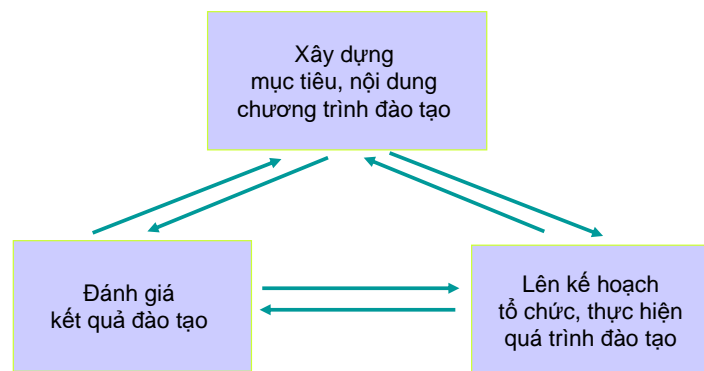 Xây dựng
mục tiêu, nội dung
chương trình đào tạo
Đánh giá
kết quả đào tạo
Lên kế hoạch
tổ chức, thực hiện
quá trình đào tạo